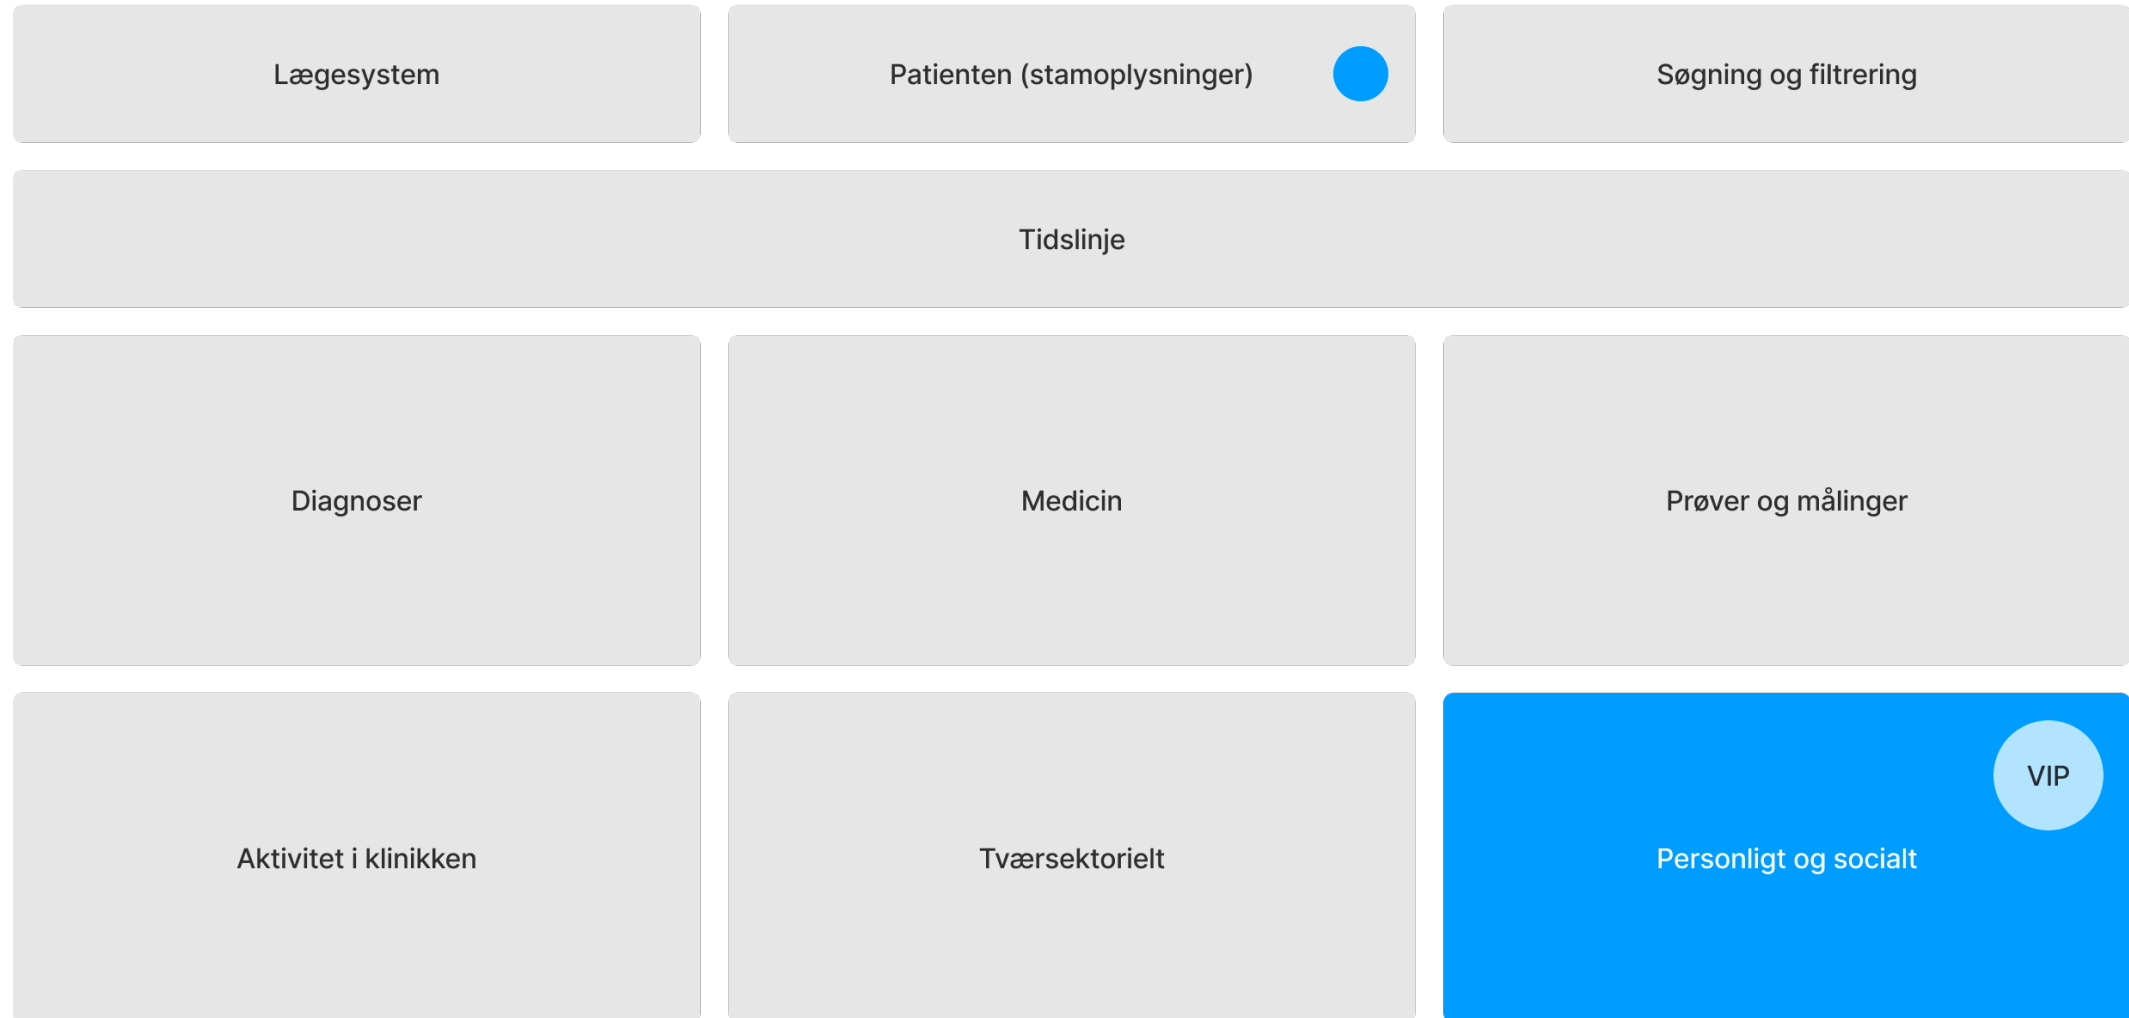 Lægesystem
Patienten (stamoplysninger)
Søgning og filtrering
Tidslinje
Diagnoser
Medicin
Prøver og målinger
Aktivitet i klinikken
Tværsektorielt
VIP
Personligt og socialt